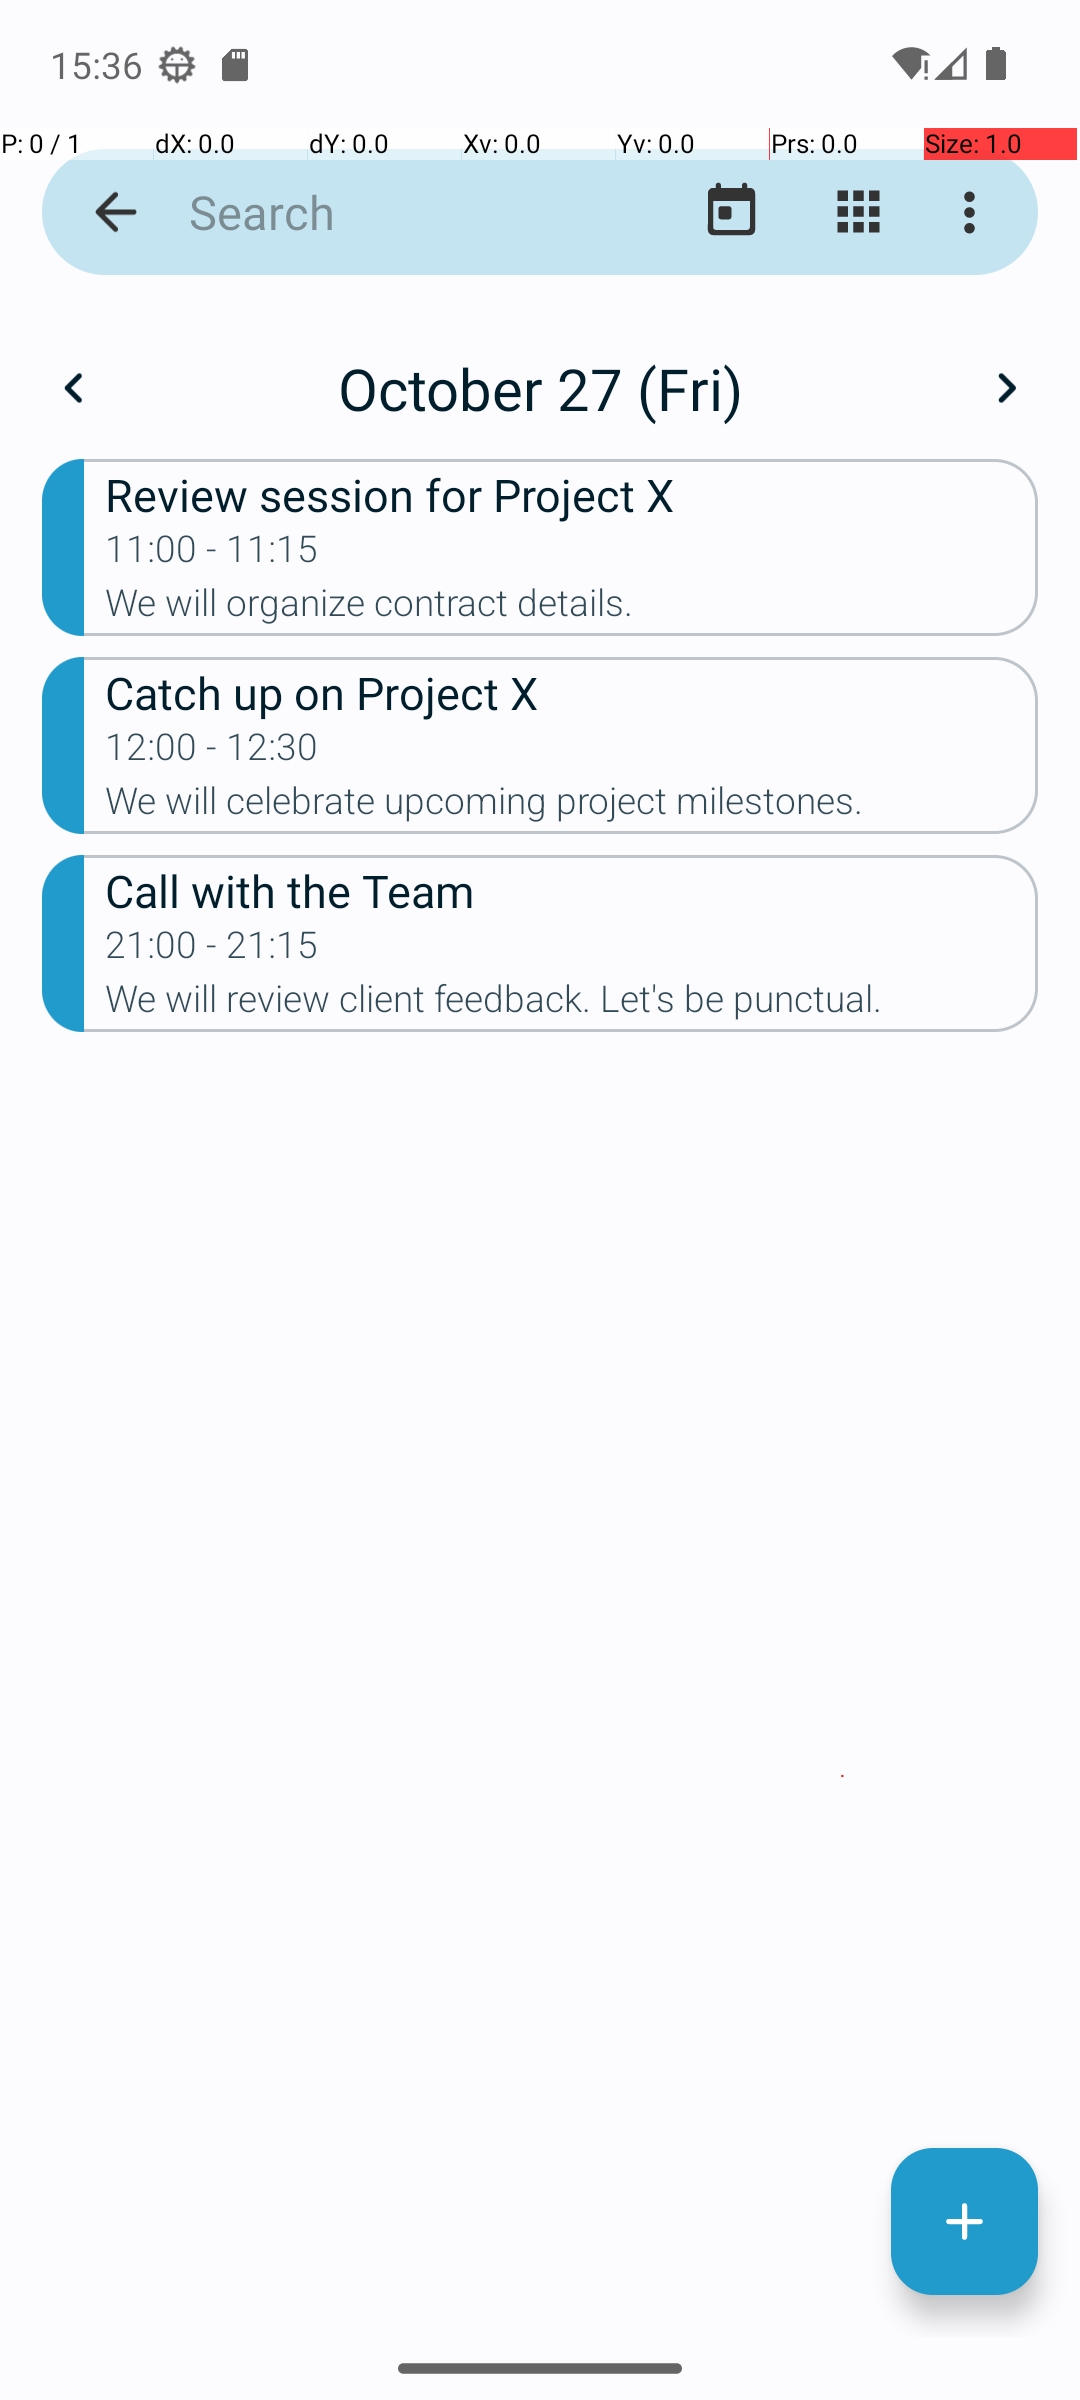 15:36
P: 0 / 1 dX: 0.0 dY: 0.0 Xv: 0.0 Yv: 0.0 Prs: 0.0 Size: 1.0
Search
October 27 (Fri)
Review session for Project X
11:00 - 11:15
We will organize contract details.
Catch up on Project X
12:00 - 12:30
We will celebrate upcoming project milestones.
Call with the Team
21:00 - 21:15
We will review client feedback. Let's be punctual.